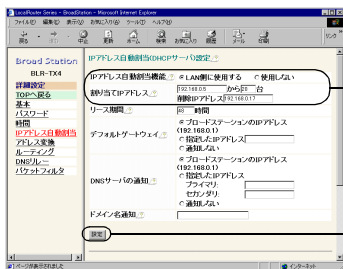 LocalRouter Series - BroadStation - Microsoft Internet Explorer
ファイル(F) 編集(E) 表示(V) お気に入り(A) ツール(T) ヘルプ(H)
戻る 進む 中止 更新 ホーム 検索 お気に入り 履歴 メール 印刷
リンク »
Broad Station
BLR-TX4
詳細設定
TOPへ戻る
基本
パスワード
時間
IPアドレス自動割当
アドレス変換
ルーティング
DNSリレー
パケットフィルタ
IPアドレス自動割当(DHCPサーバ)設定
IPアドレス自動割当機能 LAN側に使用する 使用しない
割り当てIPアドレス 192.168.0.5 から 20 台
削除IPアドレス 192.168.0.17
リース期間 48 時間
デフォルトゲートウェイ ブロードステーションのIPアドレス
(192.168.0.1)
指定したIPアドレス
通知しない
DNSサーバの通知 ブロードステーションのIPアドレス
(192.168.0.1)
指定したIPアドレス
プライマリ:
セカンダリ:
通知しない
ドメイン名通知
設定
ページが表示されました
インターネット